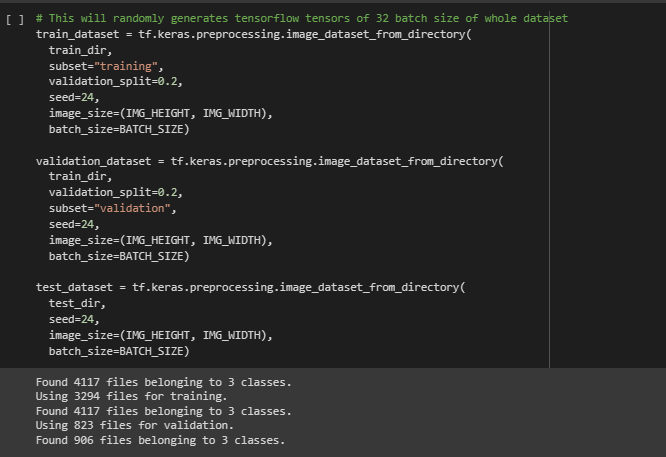 [ ] # This will randomly generates tensorflow tensors of 32 batch size of whole dataset
train_dataset = tf.keras.preprocessing.image_dataset_from_directory(
  train_dir,
  subset="training",
  validation_split=0.2,
  seed=24,
  image_size=(IMG_HEIGHT, IMG_WIDTH),
  batch_size=BATCH_SIZE)

validation_dataset = tf.keras.preprocessing.image_dataset_from_directory(
  train_dir,
  validation_split=0.2,
  subset="validation",
  seed=24,
  image_size=(IMG_HEIGHT, IMG_WIDTH),
  batch_size=BATCH_SIZE)

test_dataset = tf.keras.preprocessing.image_dataset_from_directory(
  test_dir,
  seed=24,
  image_size=(IMG_HEIGHT, IMG_WIDTH),
  batch_size=BATCH_SIZE)

Found 4117 files belonging to 3 classes.
Using 3294 files for training.
Found 4117 files belonging to 3 classes.
Using 823 files for validation.
Found 906 files belonging to 3 classes.